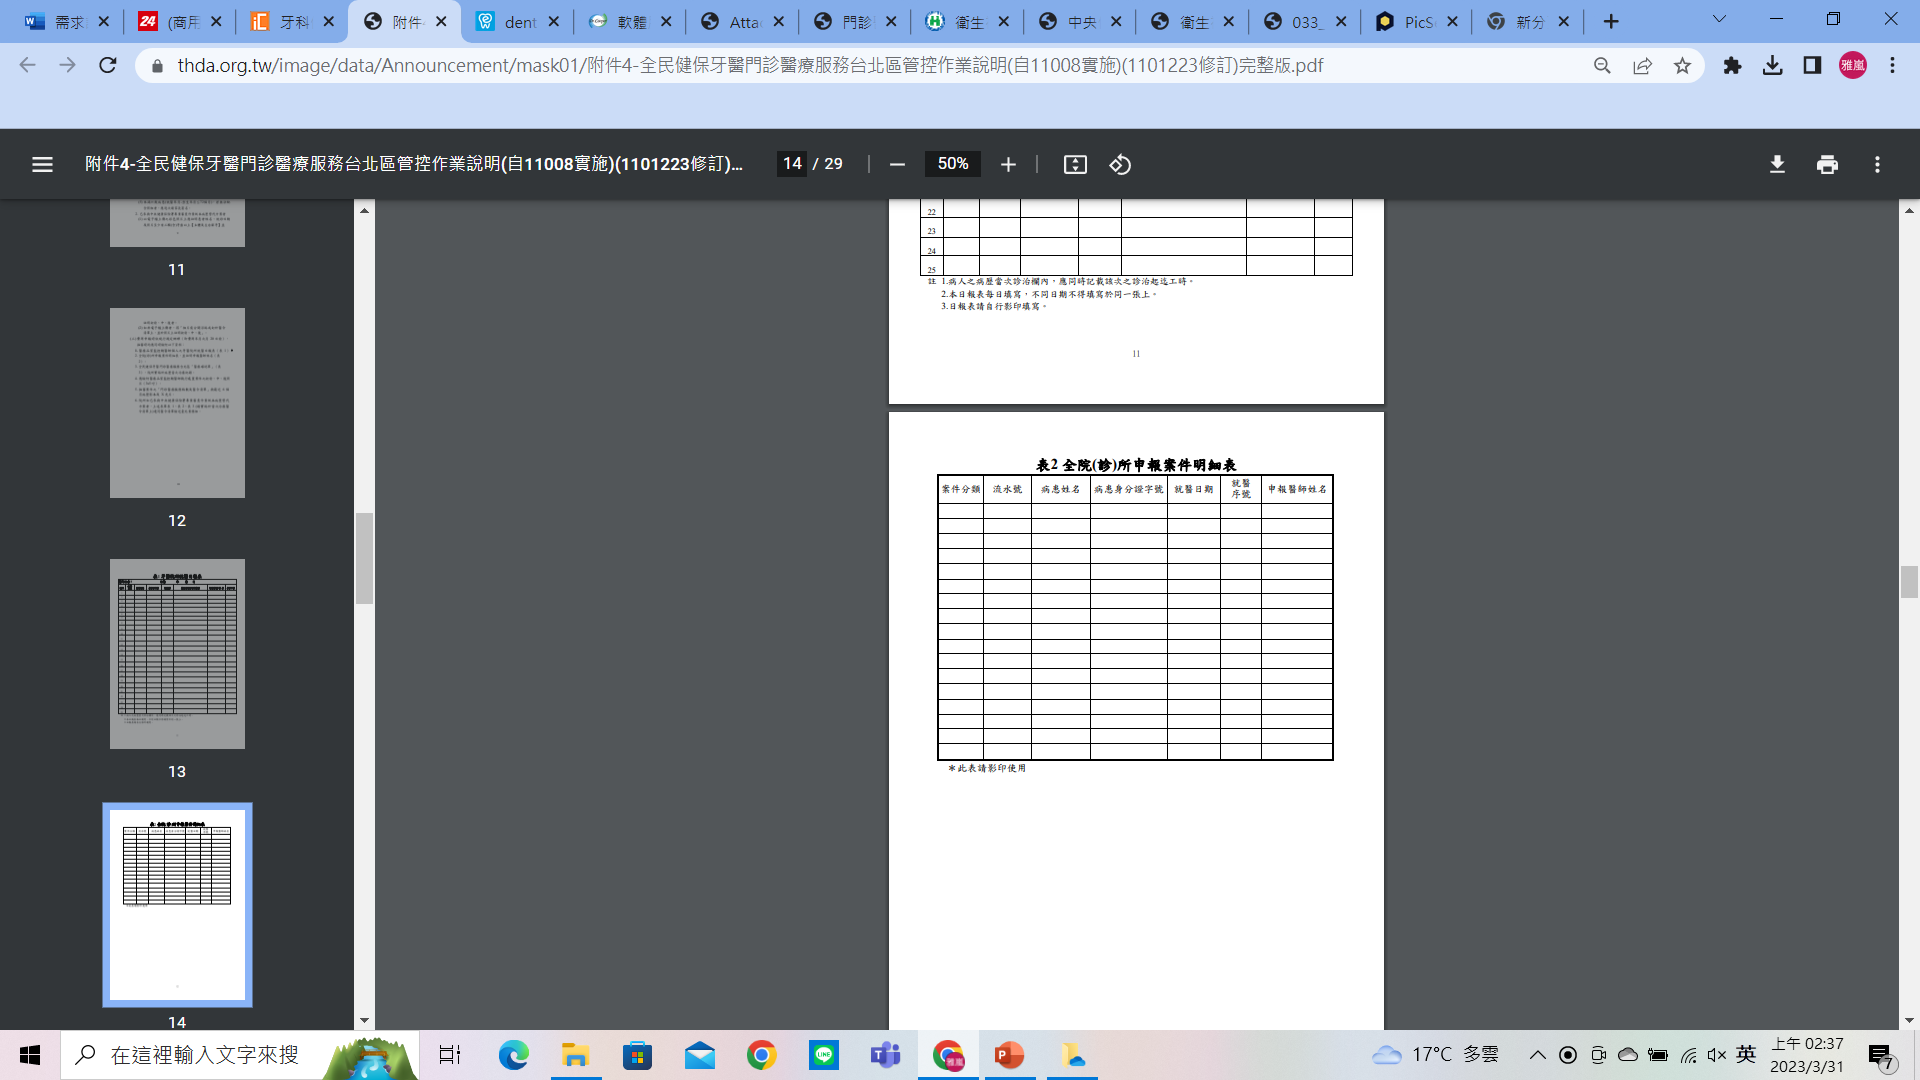 需求
(商用
牙科
附件
dent
軟體
Atta
門診
衛生
中央
衛生
033_
PicS
新分
thda.org.tw/image/data/Announcement/mask01/附件4-全民健保牙醫門診醫療服務台北區管控作業說明(自11008實施)(1101223修訂)完整版.pdf
雅嵐
附件4-全民健保牙醫門診醫療服務台北區管控作業說明(自11008實施)(1101223修訂)...
14 / 29
50%
11
12
13
14
22
23
24
25
註 1.病人之病歷當次診治欄內，應同時記載該次之診治起迄工時。
2.本日報表每日填寫，不同日期不得填寫於同一張上。
3.日報表請自行影印填寫。
11
表2 全院(診)所申報案件明細表
案件分類 流水號 病患姓名 病患身分證字號 就醫日期 就醫序號 申報醫師姓名
＊此表請影印使用
在這裡輸入文字來搜
17°C 多雲
英
上午 02:37
2023/3/31
7